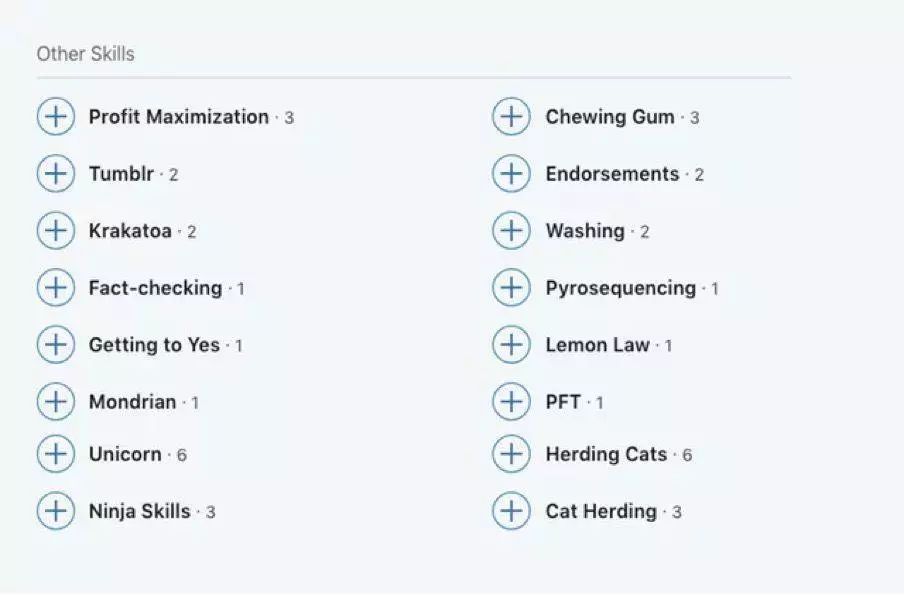 Other Skills
Profit Maximization · 3
Chewing Gum · 3
Tumblr · 2
Endorsements · 2
Krakatoa · 2
Washing · 2
Fact-checking · 1
Pyrosequencing · 1
Getting to Yes · 1
Lemon Law · 1
Mondrian · 1
PFT · 1
Unicorn · 6
Herding Cats · 6
Ninja Skills · 3
Cat Herding · 3